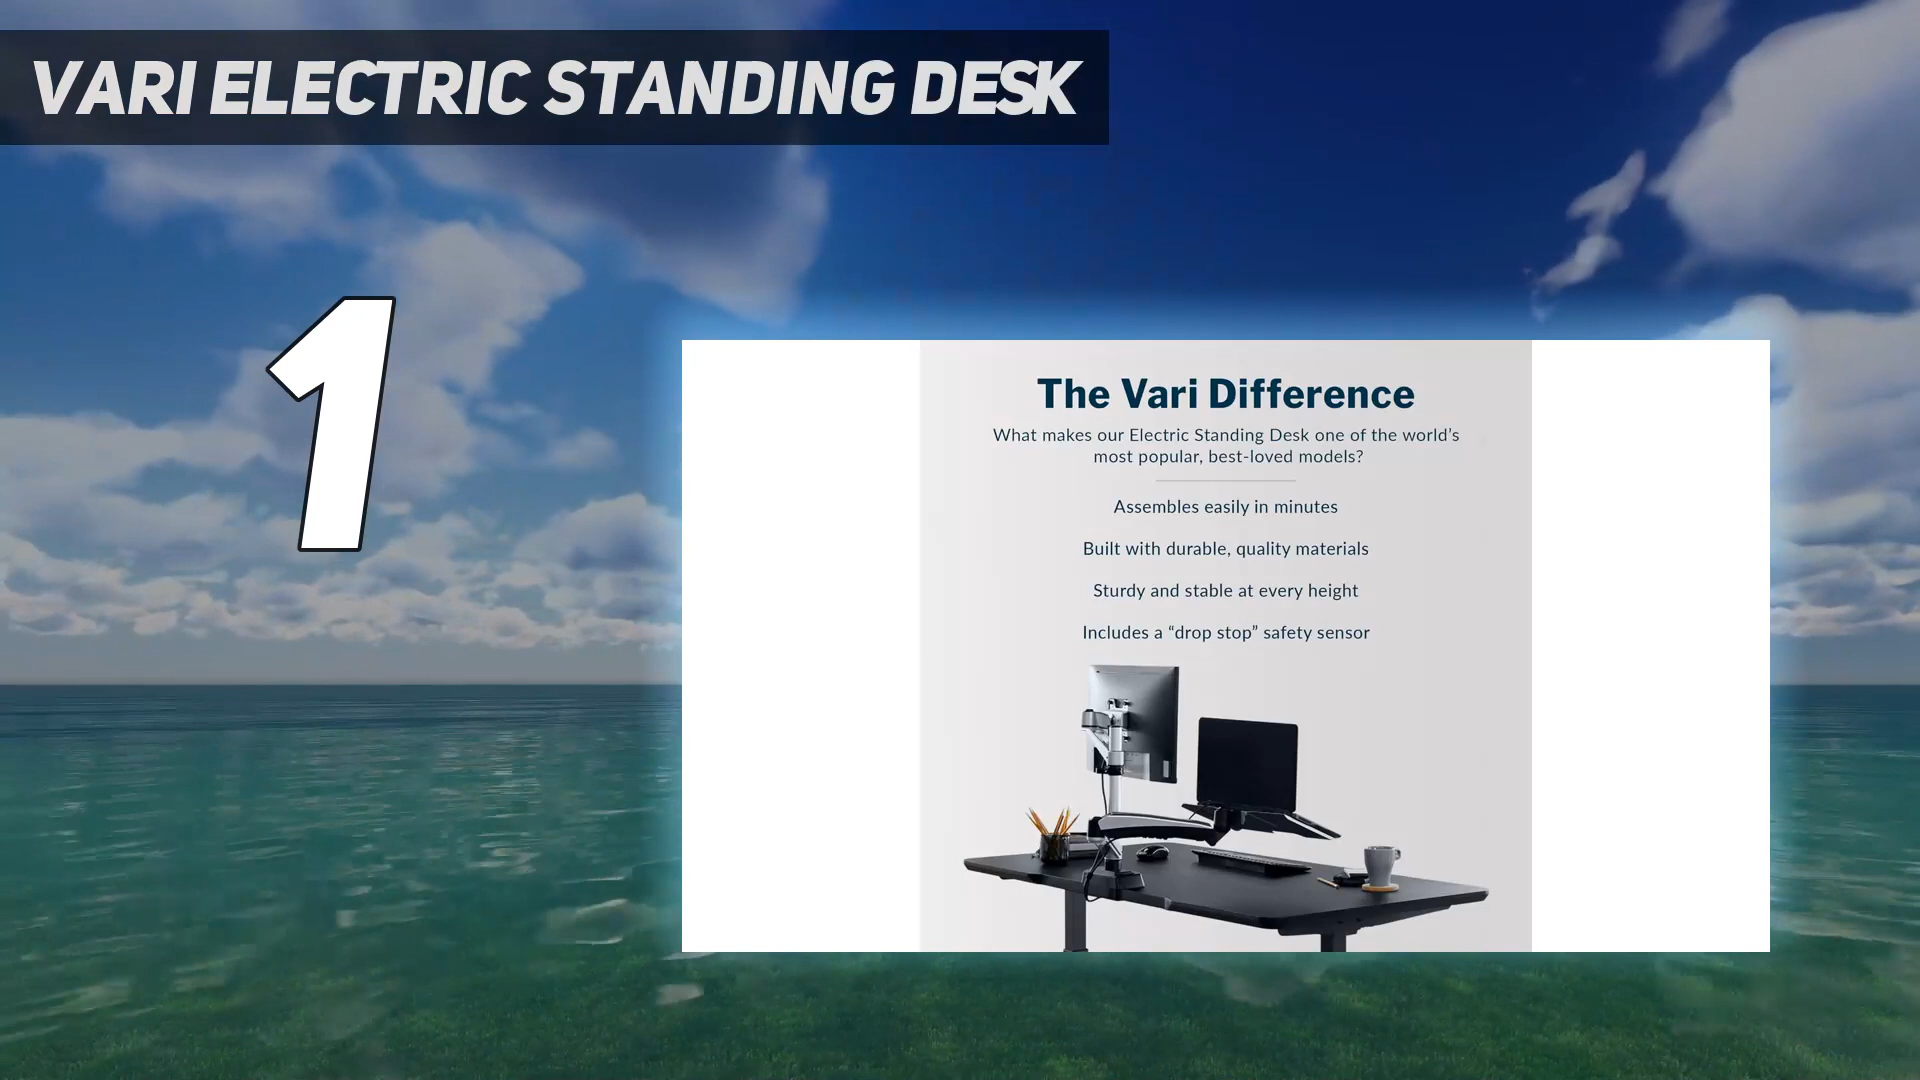 VARI ELECTRIC STANDING DESK
1
The Vari Difference
What makes our Electric Standing Desk one of the world's
most popular, best-loved models?
Assembles easily in minutes
Built with durable, quality materials
Sturdy and stable at every height
Includes a “drop stop” safety sensor